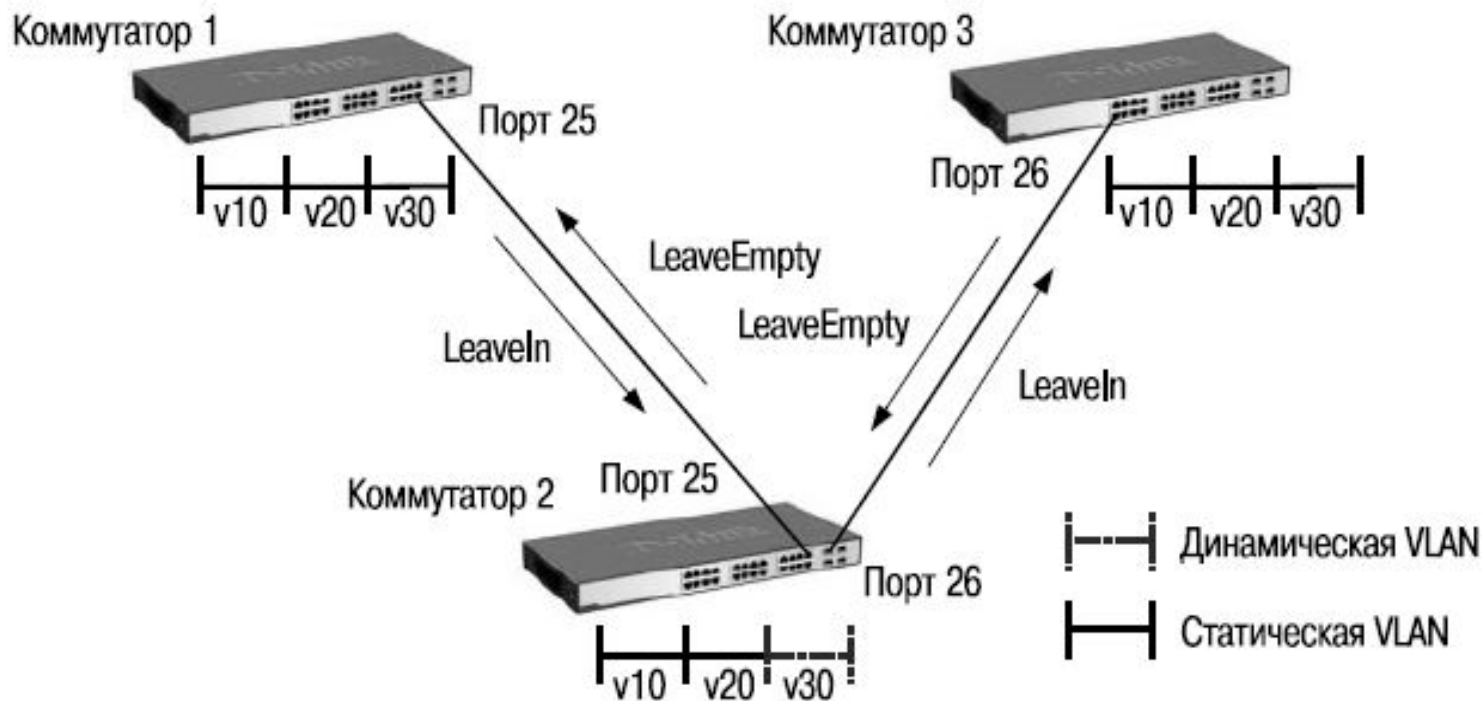 Коммутатор 1
Коммутатор 3
Порт 25
Порт 26
v10 v20 v30
v10 v20 v30
LeaveEmpty
LeaveIn
LeaveEmpty
LeaveIn
Коммутатор 2
Порт 25
Порт 26
v10 v20 v30
Динамическая VLAN
Статическая VLAN